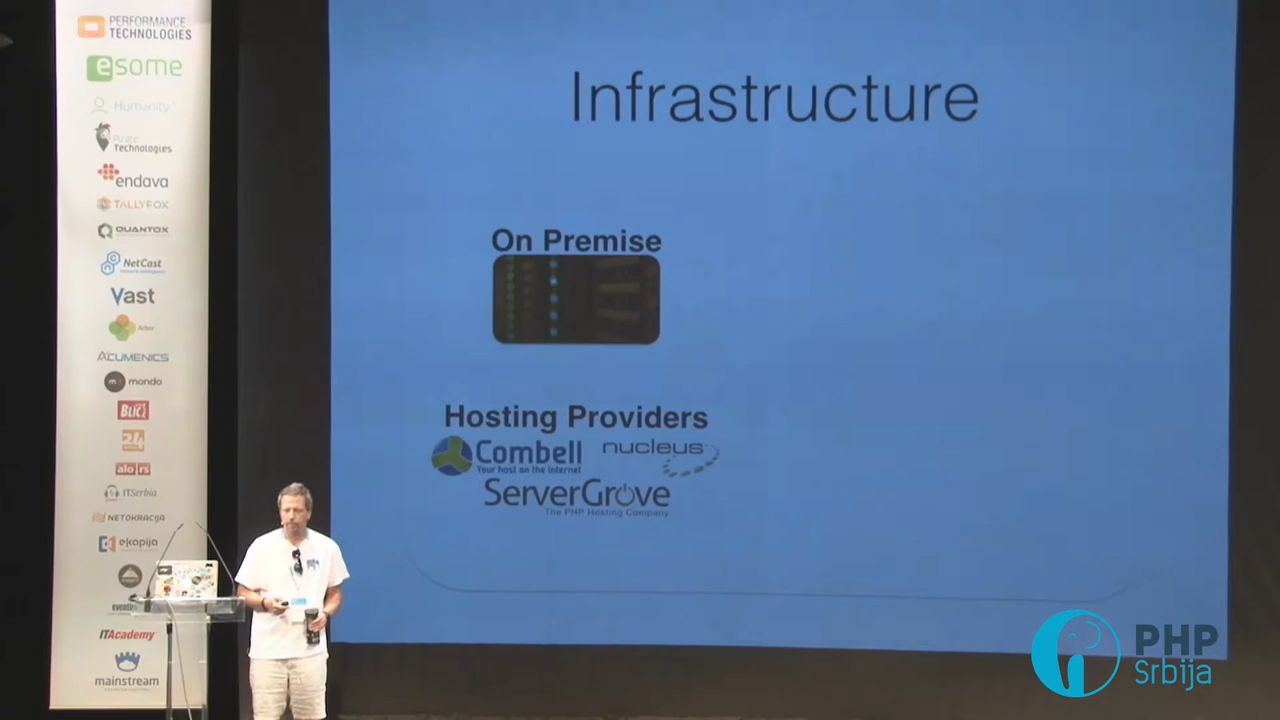 PERFORMANCE
TECHNOLOGIES
esome
Humanity
Pirate
Technologies
endava
TALLYFOX
QUANTOX
NetCast
Vast
Arbor
ACUMENICS
mondo
BLIC
24
alo.rs
ITSerbia
NETOKRACIJA
ekapija
ITAcademy
mainstream
Infrastructure
On Premise
Hosting Providers
Combell
Your host on the internet
nucleus
ServerGrove
The PHP Hosting Company
PHP
Srbija